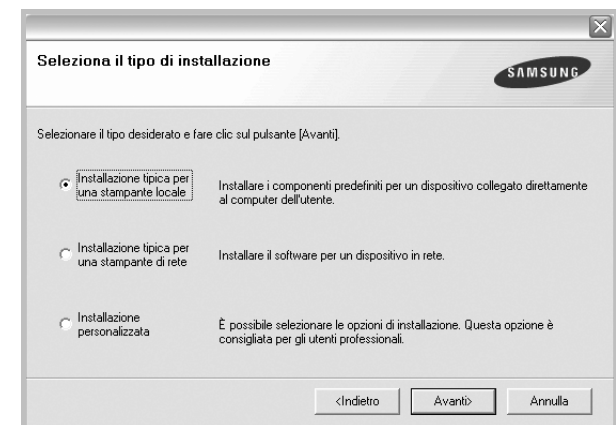 Seleziona il tipo di installazione
SAMSUNG
Selezionare il tipo desiderato e fare clic sul pulsante [Avanti].
Installazione tipica per
una stampante locale
Installare i componenti predefiniti per un dispositivo collegato direttamente
al computer dell'utente.
Installazione tipica per
una stampante di rete
Installare il software per un dispositivo in rete.
Installazione
personalizzata
È possibile selezionare le opzioni di installazione. Questa opzione è
consigliata per gli utenti professionali.
<Indietro
Avanti>
Annulla